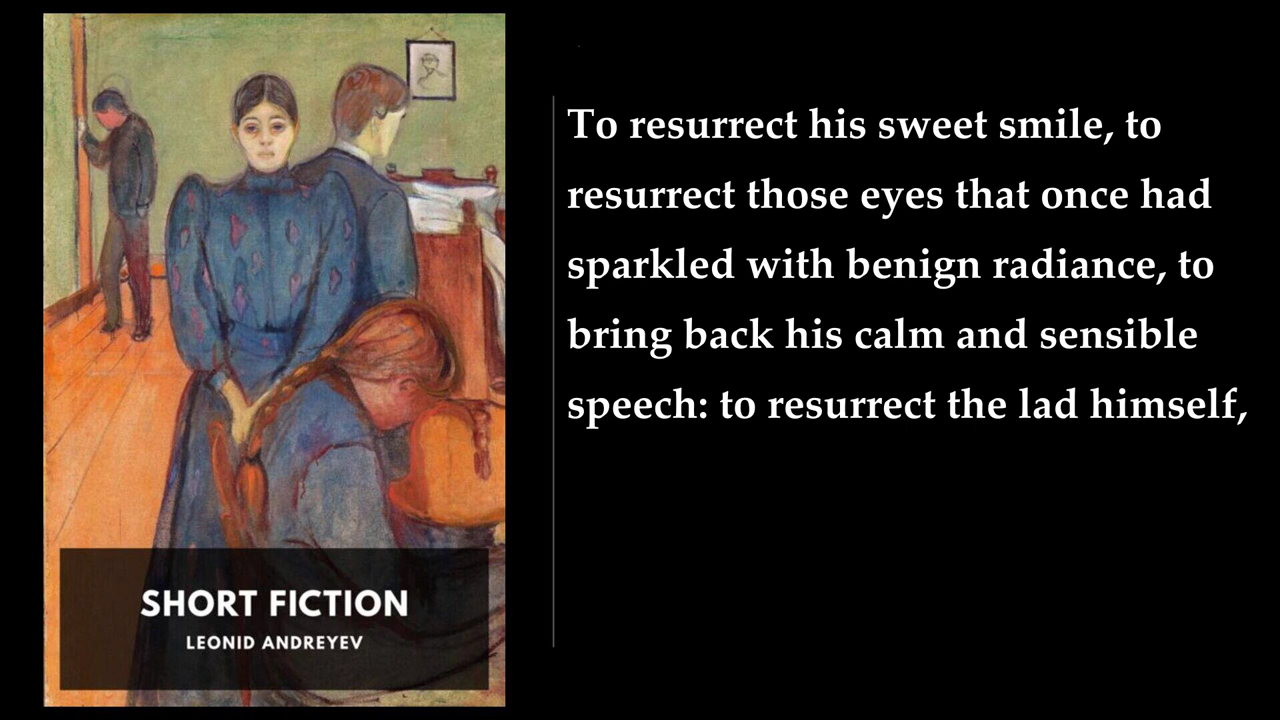 SHORT FICTION
LEONID ANDREYEV
To resurrect his sweet smile, to
resurrect those eyes that once had
sparkled with benign radiance, to
bring back his calm and sensible
speech: to resurrect the lad himself,